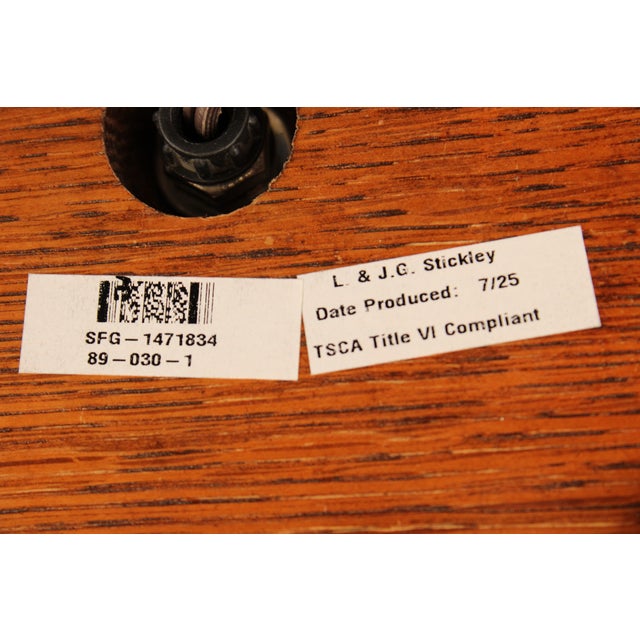 SFG-1471834
89-030-1
L. & J.G. Stickley
Date Produced: 7/25
TSCA Title VI Compliant